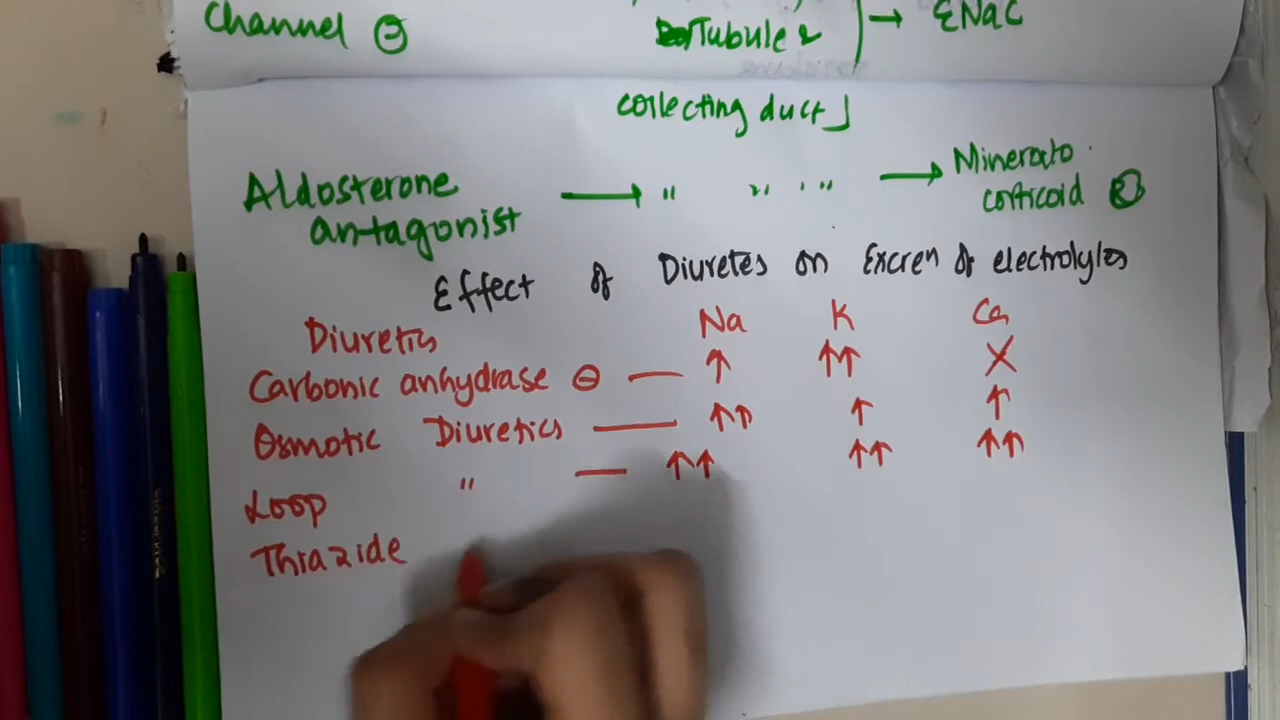 Channel ⊖ Tubule & → ENaC
collecting duct
Aldosterone → " " " → Mineralo
antagonist corticoid
Effect of Diuretes on Excren of electrolytes
Diuretics Na K Ca
Carbonic anhydrase ⊖ — ↑ ↑↑ X
Osmotic Diuretics — ↑↑ ↑ ↑
Loop " — ↑↑ ↑↑ ↑↑
Thiazide